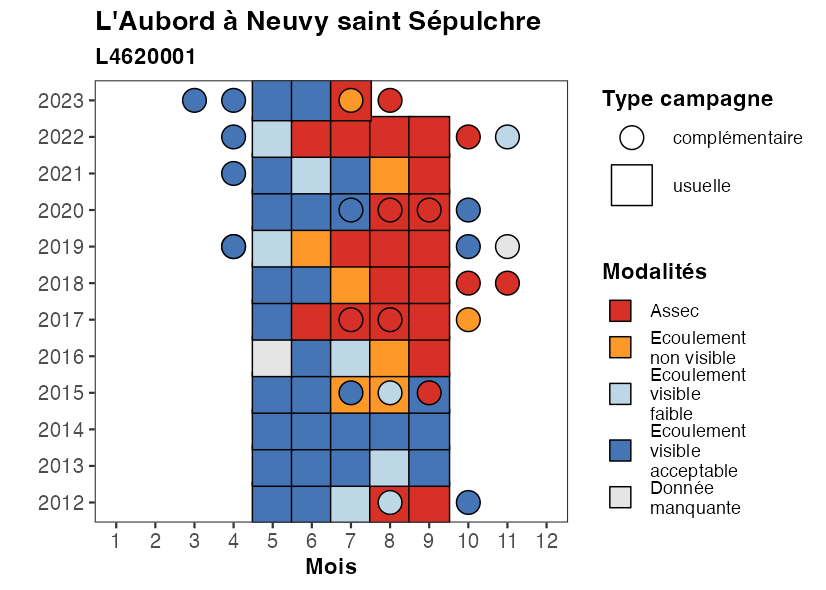 L'Aubord à Neuvy saint Sépulchre
L4620001
2023
2022
2021
2020
2019
2018
2017
2016
2015
2014
2013
2012
1 2 3 4 5 6 7 8 9 10 11 12
Mois
Type campagne
complémentaire
usuelle
Modalités
Assec
Ecoulement
non visible
Ecoulement
visible
faible
Ecoulement
visible
acceptable
Donnée
manquante